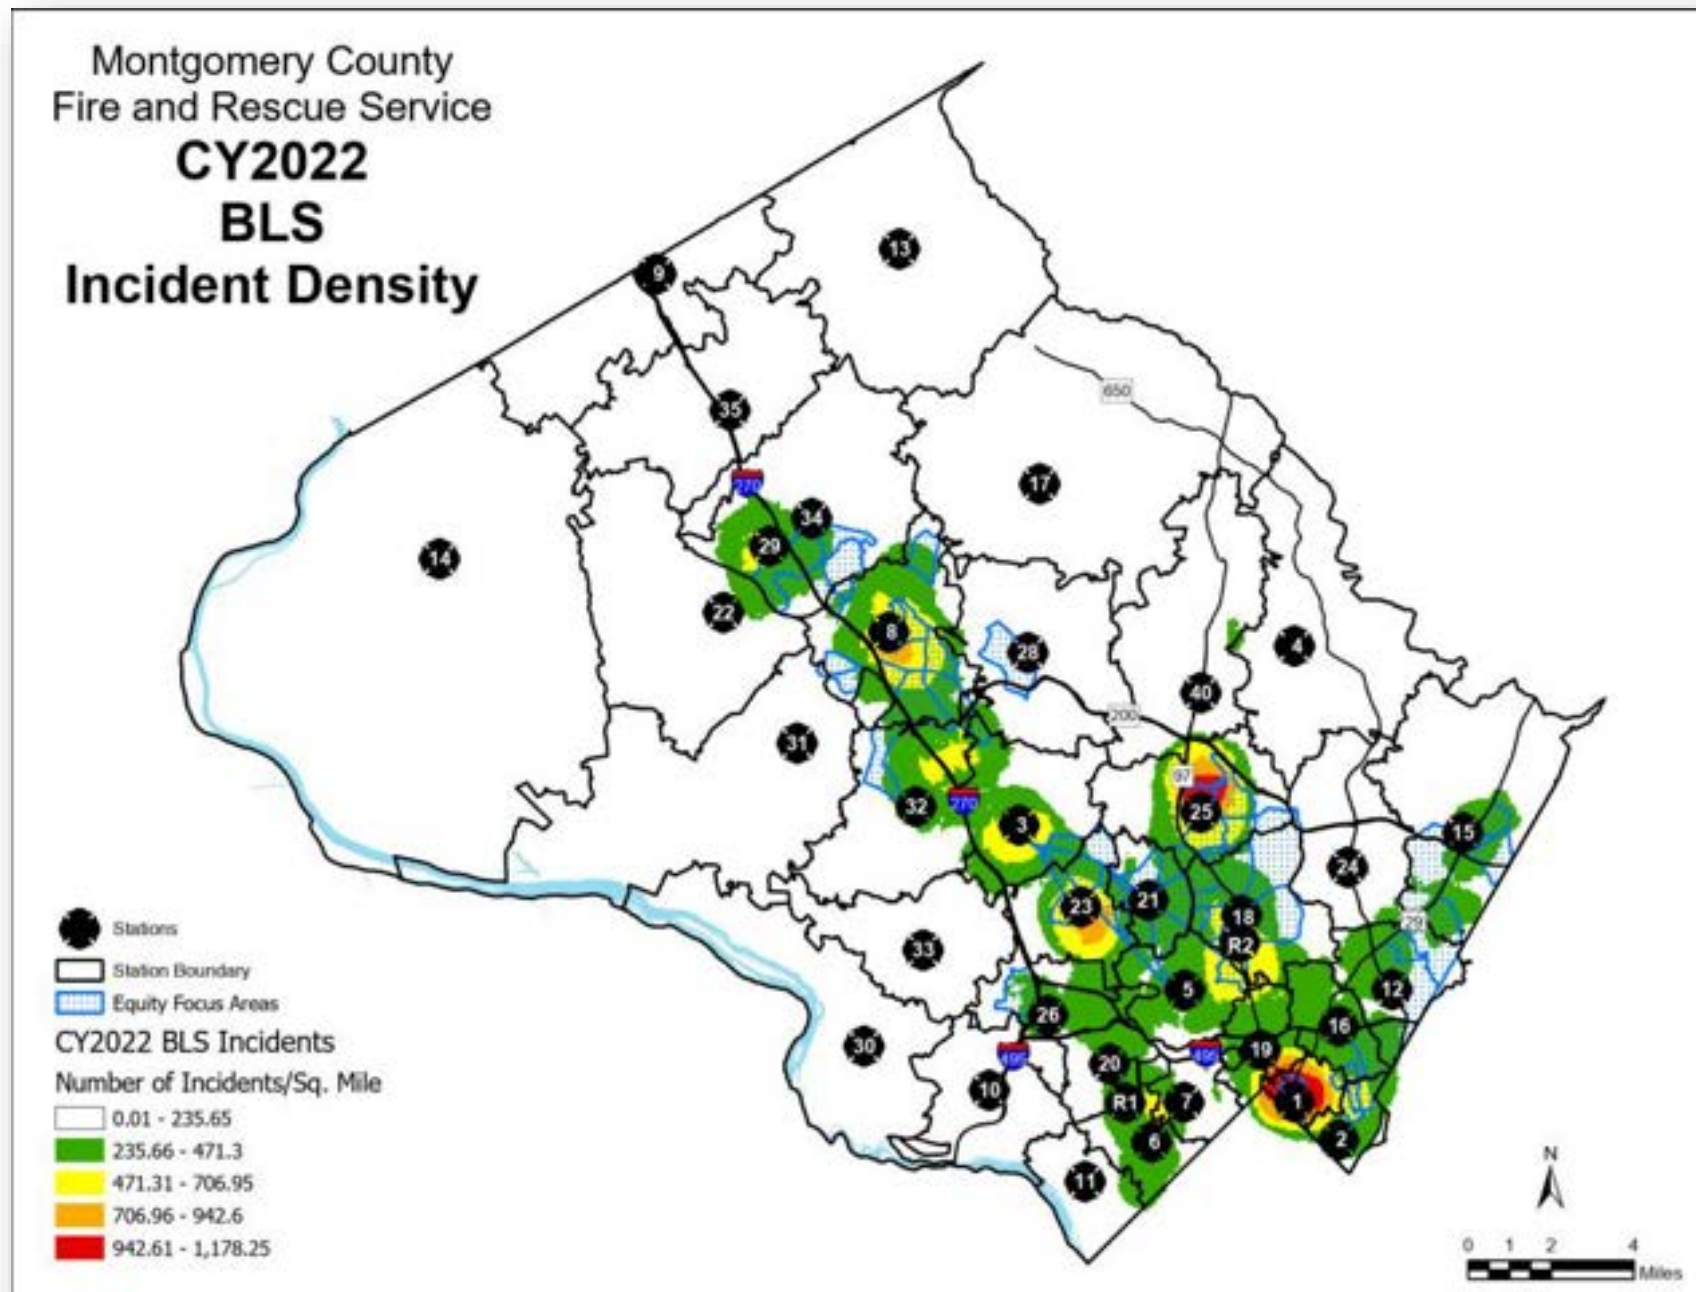 Montgomery County
Fire and Rescue Service
CY2022
BLS
Incident Density
13
9
650
35
17
270
34
29
14
22
8
28
4
40
200
31
97
32
270
3
25
15
24
23
21
18
29
R2
33
5
12
26
16
30
495
495
19
20
10
R1
7
1
6
2
11
Stations
Station Boundary
Equity Focus Areas
CY2022 BLS Incidents
Number of Incidents/Sq. Mile
0.01 - 235.65
235.66 - 471.3
471.31 - 706.95
706.96 - 942.6
942.61 - 1,178.25
N
0 1 2 4
Miles